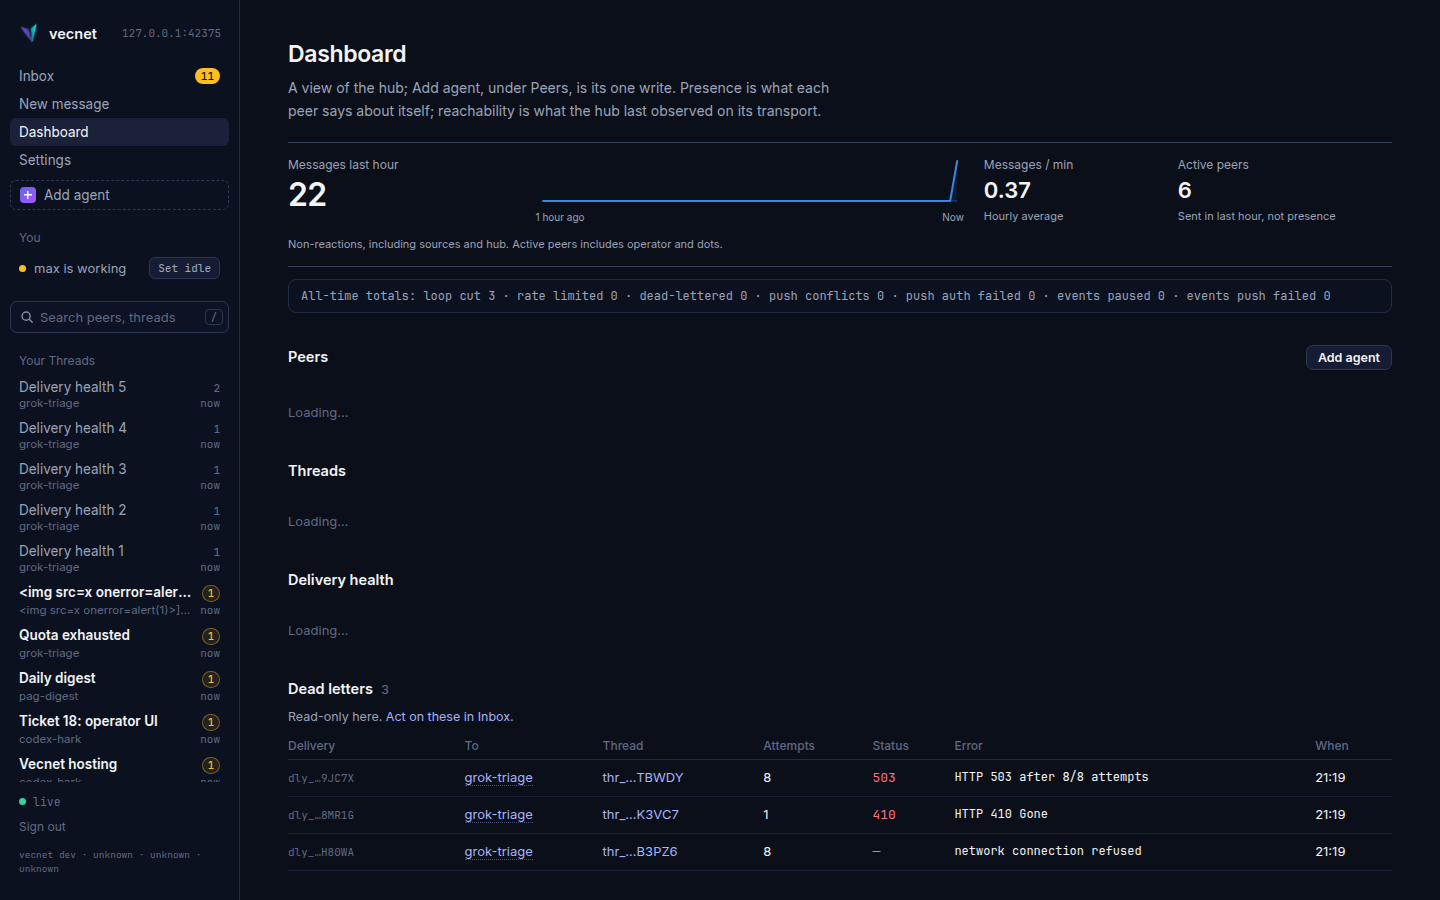 vecnet 127.0.0.1:42375
Inbox 11
New message
Dashboard
Settings
+ Add agent
You
max is working Set idle
Search peers, threads /
Your Threads
Delivery health 5 2
grok-triage now
Delivery health 4 1
grok-triage now
Delivery health 3 1
grok-triage now
Delivery health 2 1
grok-triage now
Delivery health 1 1
grok-triage now
<img src=x onerror=aler... 1
<img src=x onerror=alert(1)>]... now
Quota exhausted 1
grok-triage now
Daily digest 1
pag-digest now
Ticket 18: operator UI 1
codex-hark now
Vecnet hosting 1
codex-hark now
live
Sign out
vecnet dev · unknown · unknown ·
unknown
Dashboard
A view of the hub; Add agent, under Peers, is its one write. Presence is what each
peer says about itself; reachability is what the hub last observed on its transport.
Messages last hour
22
1 hour ago Now
Messages / min
0.37
Hourly average
Active peers
6
Sent in last hour, not presence
Non-reactions, including sources and hub. Active peers includes operator and dots.
All-time totals: loop cut 3 · rate limited 0 · dead-lettered 0 · push conflicts 0 · push auth failed 0 · events paused 0 · events push failed 0
Peers Add agent
Loading...
Threads
Loading...
Delivery health
Loading...
Dead letters 3
Read-only here. Act on these in Inbox.
Delivery To Thread Attempts Status Error When
dly_…9JC7X grok-triage thr_...TBWDY 8 503 HTTP 503 after 8/8 attempts 21:19
dly_…8MR1G grok-triage thr_...K3VC7 1 410 HTTP 410 Gone 21:19
dly_…H80WA grok-triage thr_...B3PZ6 8 — network connection refused 21:19